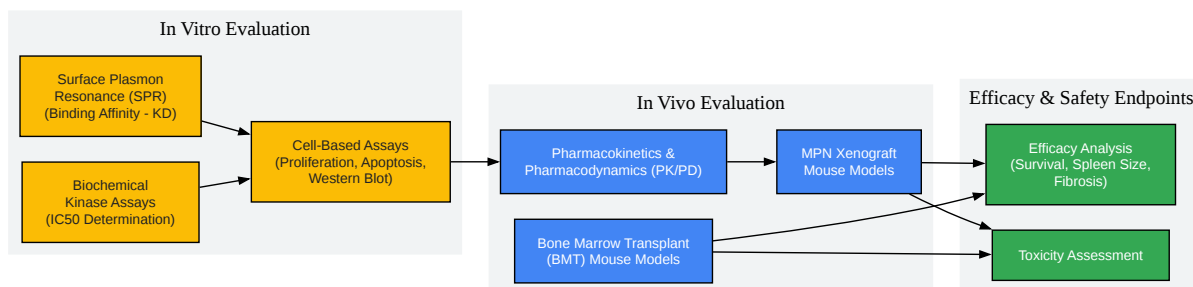 In Vitro Evaluation
Surface Plasmon
Resonance (SPR)
(Binding Affinity - KD)
Biochemical
Kinase Assays
(IC50 Determination)
Cell-Based Assays
(Proliferation, Apoptosis,
Western Blot)
In Vivo Evaluation
Pharmacokinetics &
Pharmacodynamics (PK/PD)
MPN Xenograft
Mouse Models
Bone Marrow Transplant
(BMT) Mouse Models
Efficacy & Safety Endpoints
Efficacy Analysis
(Survival, Spleen Size,
Fibrosis)
Toxicity Assessment